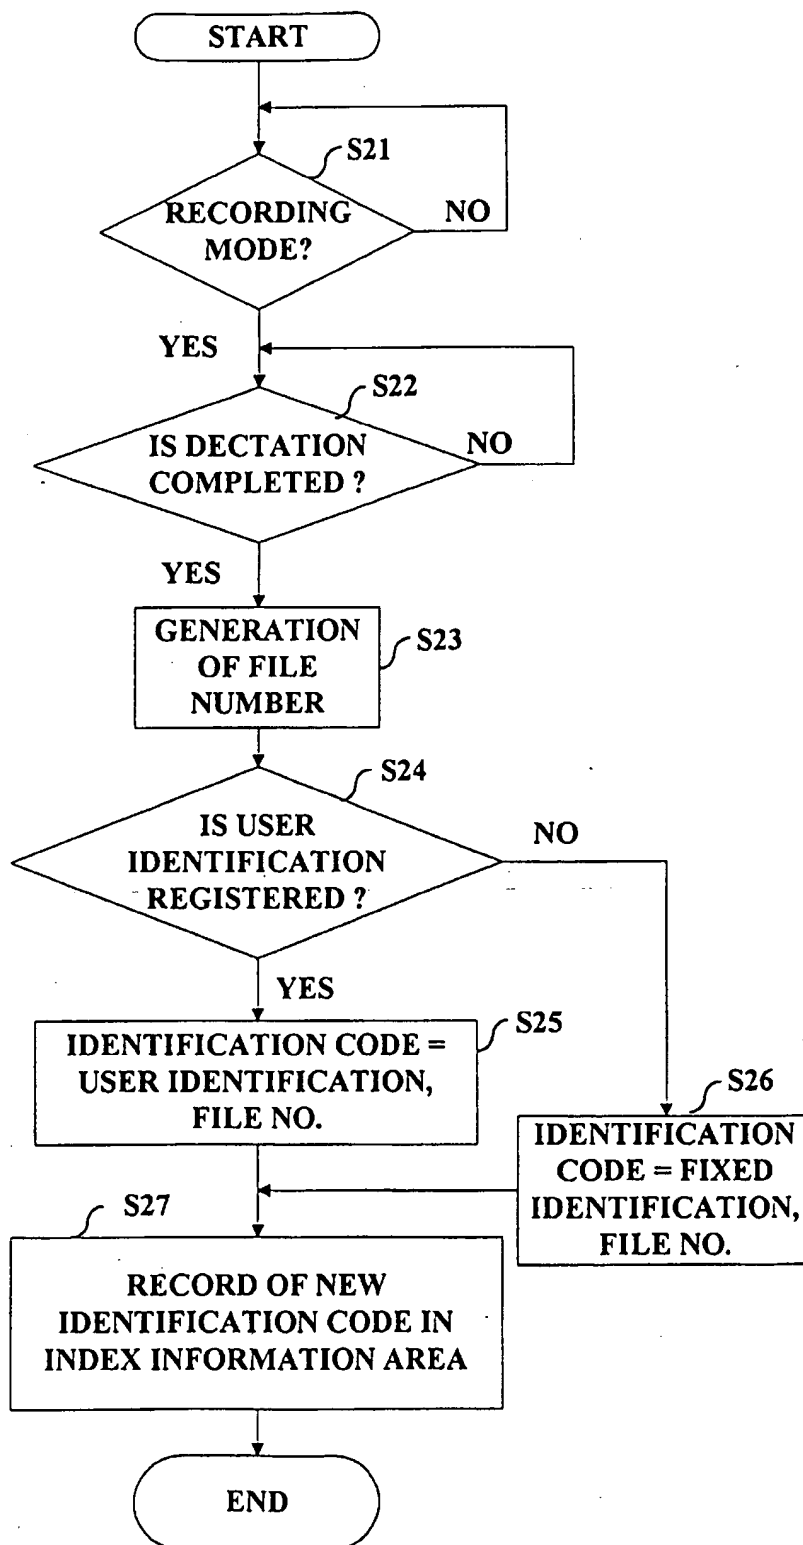 START
S21
RECORDING
MODE?
NO
YES
S22
IS DECTATION
COMPLETED ?
NO
YES
GENERATION
OF FILE
NUMBER
S23
S24
IS USER
IDENTIFICATION
REGISTERED ?
NO
YES
S25
IDENTIFICATION CODE =
USER IDENTIFICATION,
FILE NO.
S26
IDENTIFICATION
CODE = FIXED
IDENTIFICATION,
FILE NO.
S27
RECORD OF NEW
IDENTIFICATION CODE IN
INDEX INFORMATION AREA
END